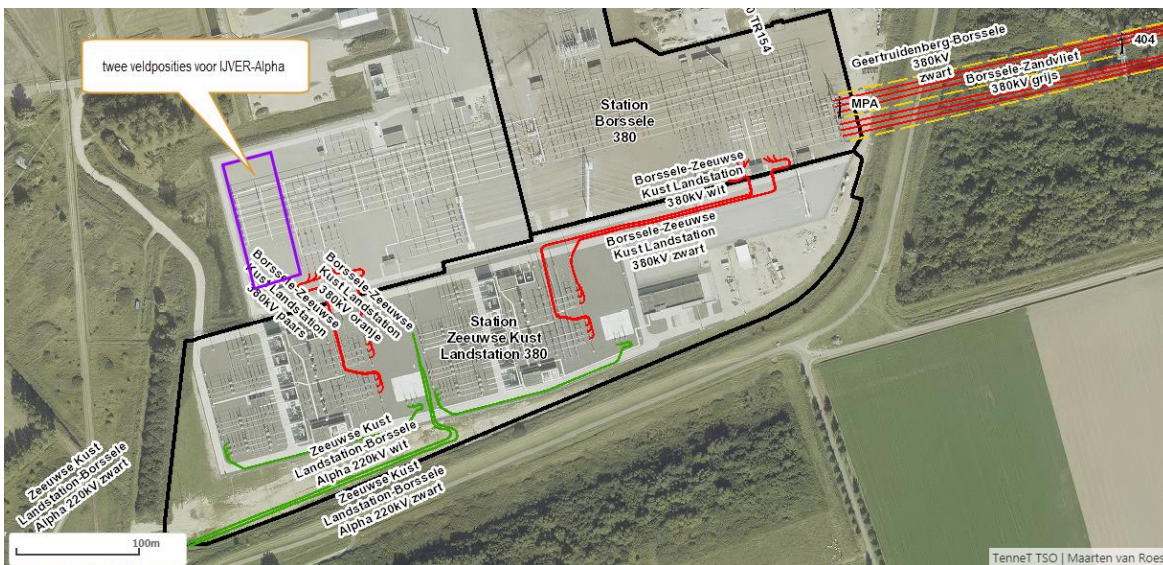 twee veldposities voor IJVER-Alpha
TR154
Geertruidenberg-Borssele
380kV
zwart
404
Borssele-Zandvliet
380kV grijs
MPA
Station
Borssele
380
Borssele-Zeeuwse
Kust Landstation
380kV wit
Borssele-Zeeuwse
Kust Landstation
380kV zwart
Borssele-Zeeuwse
Kust Landstation
380kV paars
Borssele-Zeeuwse
Kust Landstation
380kV oranje
Station
Zeeuwse Kust
Landstation 380
Zeeuwse Kust
Landstation-Borssele
Alpha 220kV wit
Zeeuwse Kust
Landstation-Borssele
Alpha 220kV zwart
Zeeuwse Kust
Landstation-Borssele
Alpha 220kV zwart
100m
TenneT TSO | Maarten van Roes